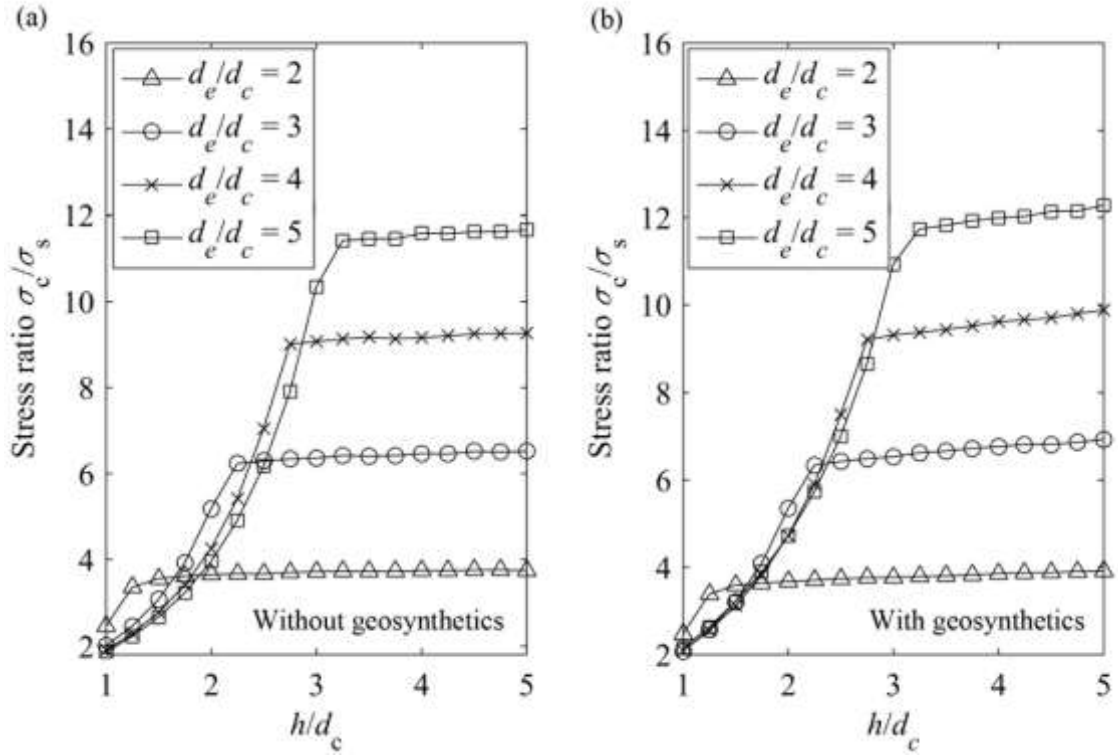 (a)
16
14
12
10
8
6
4
2
Stress ratio σc/σs
de/dc = 2
de/dc = 3
de/dc = 4
de/dc = 5
Without geosynthetics
1 2 3 4 5
h/dc
(b)
16
14
12
10
8
6
4
2
Stress ratio σc/σs
de/dc = 2
de/dc = 3
de/dc = 4
de/dc = 5
With geosynthetics
1 2 3 4 5
h/dc